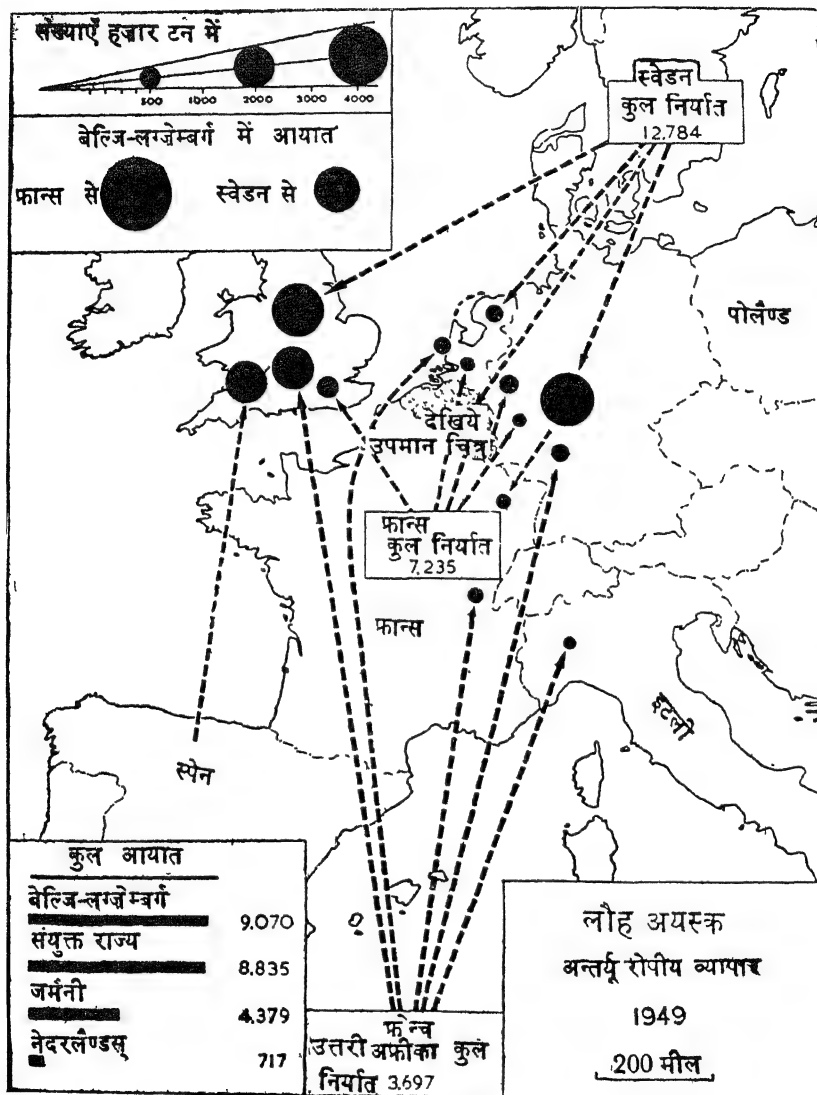 संख्याएँ हज़ार टन में
500 1000 2000 3000 4000
बेल्जि-लग्ज़ेम्बर्ग में आयात
फ्रान्स से
स्वेडन से
स्वेडन
कुल निर्यात
12.784
पोलैण्ड
देखिये
उपमान चित्र
फ्रान्स
कुल निर्यात
7.235
फ्रान्स
इटली
स्पेन
कुल आयात
बेल्जि-लग्ज़ेम्बर्ग
9.070
संयुक्त राज्य
8.835
जर्मनी
4.379
नेदरलैण्डस्
717
फ्रेन्च
उत्तरी अफ्रीका कुल
निर्यात 3.697
लौह अयस्क
अन्तर्यू रोपीय व्यापार
1949
200 मील